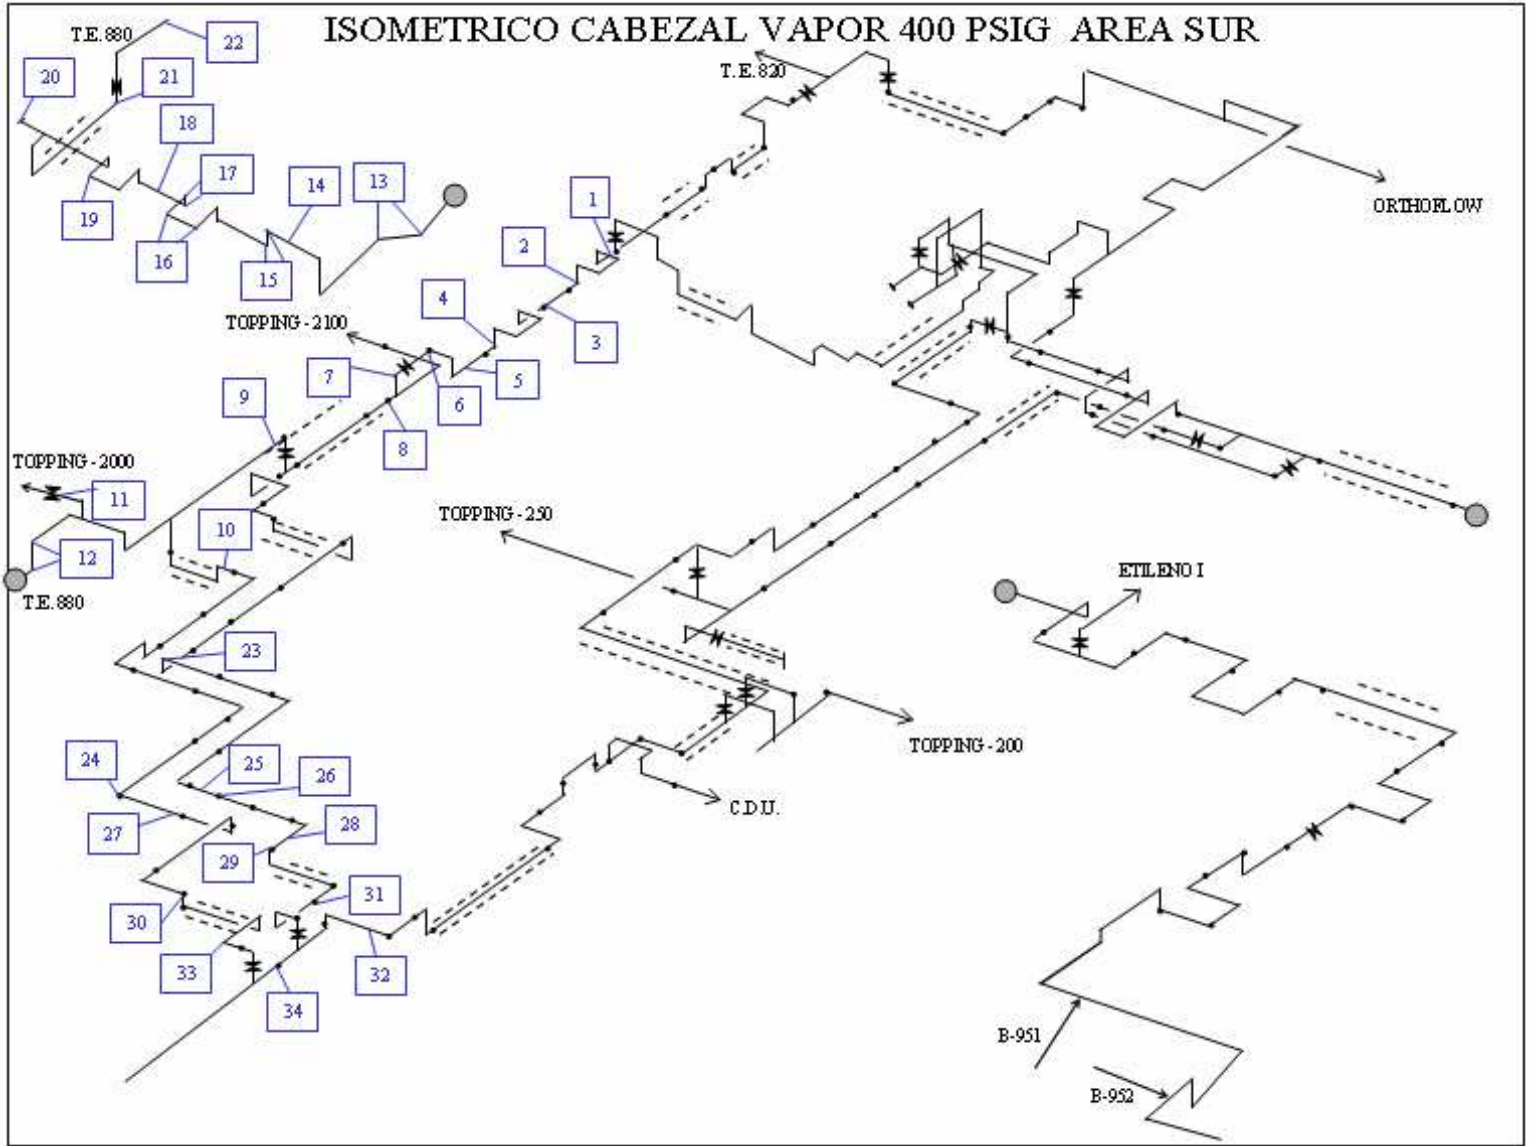 ISOMETRICO CABEZAL VAPOR 400 PSIG AREA SUR
T.E. 880
22
20
21
T.E. 820
18
17
14
13
1
19
16
15
2
ORTHOFLOW
4
3
TOPPING - 2100
7
5
6
9
8
TOPPING - 2000
11
10
TOPPING - 250
12
T.E. 880
ETILENO I
23
24
25
26
TOPPING - 200
C.D.U.
27
28
29
31
30
33
32
34
B-951
B-952